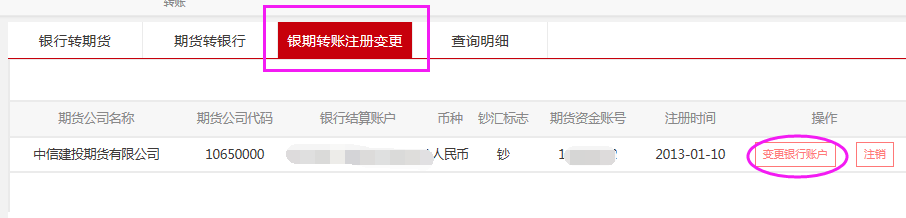 转账
银行转期货 期货转银行 银期转账注册变更 查询明细
期货公司名称 期货公司代码 银行结算账户 币种 钞汇标志 期货资金账号 注册时间 操作
中信建投期货有限公司 10650000 人民币 钞 1 2013-01-10 变更银行账户 注销